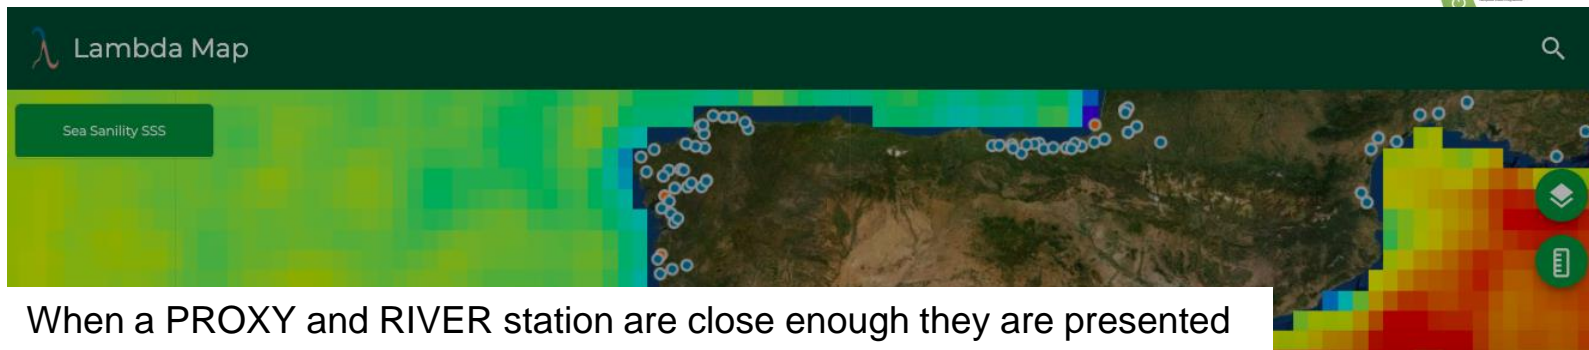 Lambda Map
Sea Sanility SSS
When a PROXY and RIVER station are close enough they are presented